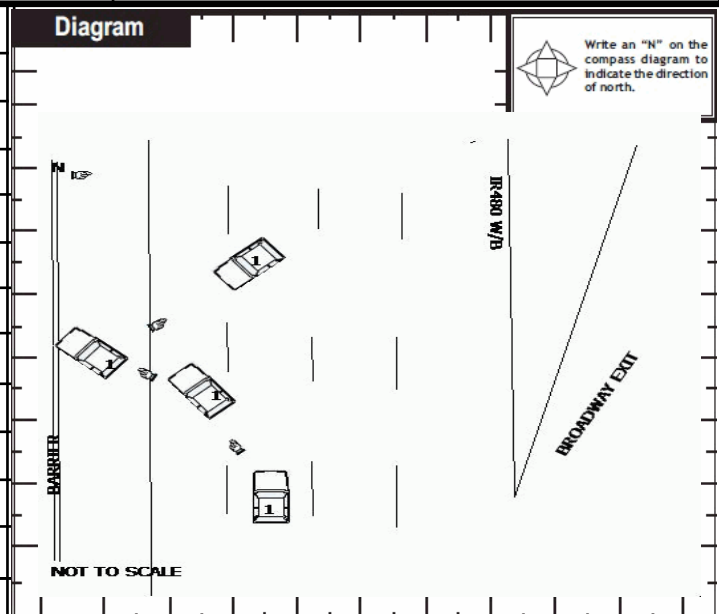 Diagram
Write an “N” on the
compass diagram to
indicate the direction
of north.
N
IR480 W/B
1
1
1
BROADWAY EXIT
BARRIER
1
NOT TO SCALE